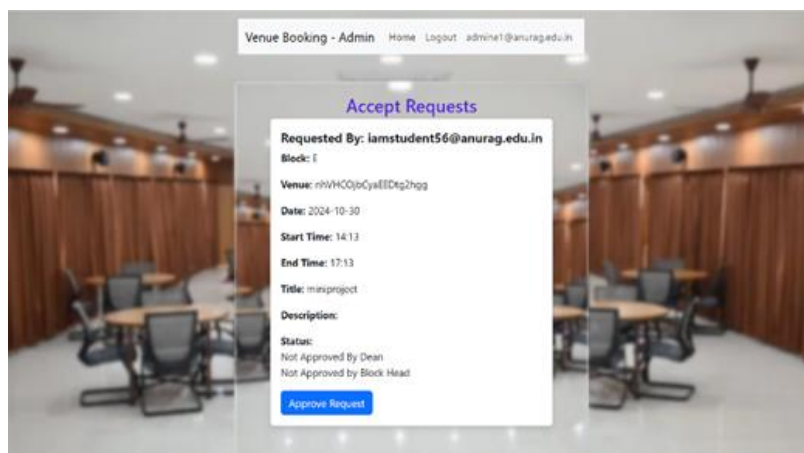 Venue Booking - Admin Home Logout admine1@anurag.edu.in
Accept Requests
Requested By: iamstudent56@anurag.edu.in
Block: E
Venue:
Date: 2024-10-30
Start Time: 14:13
End Time: 17:13
Title: miniproject
Description:
Status:
Not Approved By Dean
Not Approved by Block Head
Approve Request